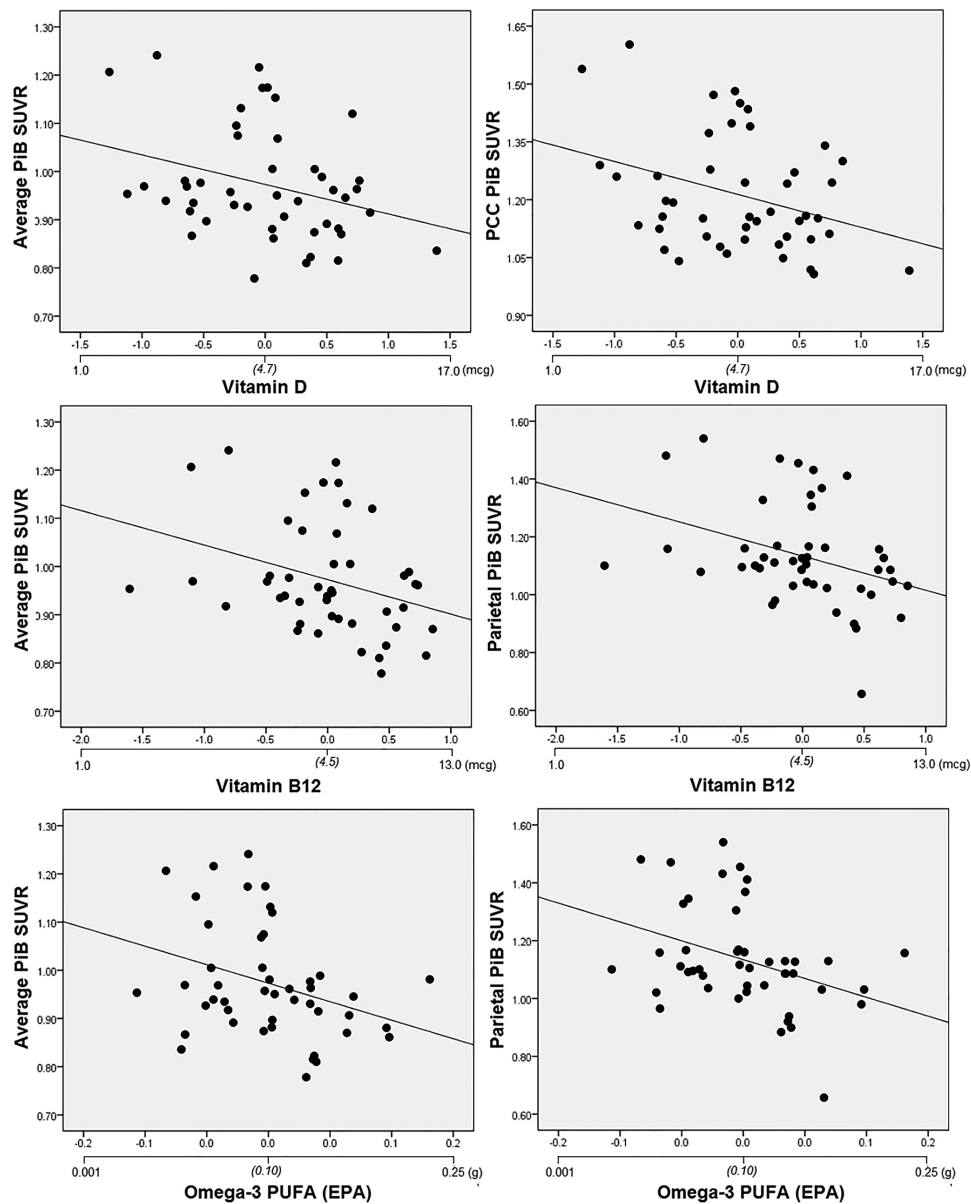 1.30
1.20
1.10
1.00
0.90
0.80
0.70
Average PiB SUVR
-1.5 -1.0 -0.5 0.0 0.5 1.0 1.5
1.0 (4.7) 17.0 (mcg)
Vitamin D
1.65
1.50
1.35
1.20
1.05
0.90
PCC PiB SUVR
-1.5 -1.0 -0.5 0.0 0.5 1.0 1.5
1.0 (4.7) 17.0 (mcg)
Vitamin D
1.30
1.20
1.10
1.00
0.90
0.80
0.70
Average PiB SUVR
-2.0 -1.5 -1.0 -0.5 0.0 0.5 1.0
1.0 (4.5) 13.0 (mcg)
Vitamin B12
1.60
1.40
1.20
1.00
0.80
0.60
Parietal PiB SUVR
-2.0 -1.5 -1.0 -0.5 0.0 0.5 1.0
1.0 (4.5) 13.0 (mcg)
Vitamin B12
1.30
1.20
1.10
1.00
0.90
0.80
0.70
Average PiB SUVR
-0.2 -0.1 0.0 0.0 0.0 0.1 0.2
0.001 (0.10) 0.25 (g)
Omega-3 PUFA (EPA)
1.60
1.40
1.20
1.00
0.80
0.60
Parietal PiB SUVR
-0.2 -0.1 0.0 0.0 0.0 0.1 0.2
0.001 (0.10) 0.25 (g)
Omega-3 PUFA (EPA)